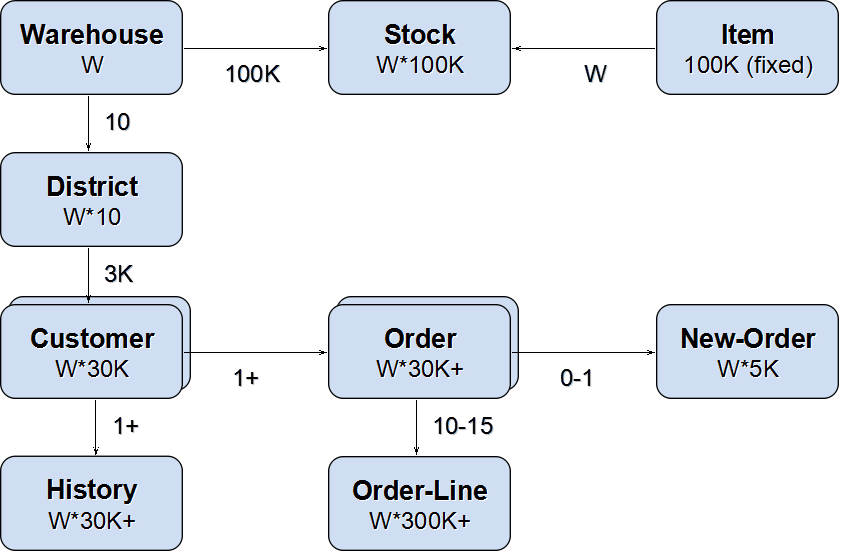 Warehouse
W
100K
Stock
W*100K
W
Item
100K (fixed)
10
District
W*10
3K
Customer
W*30K
1+
Order
W*30K+
0-1
New-Order
W*5K
1+
10-15
History
W*30K+
Order-Line
W*300K+